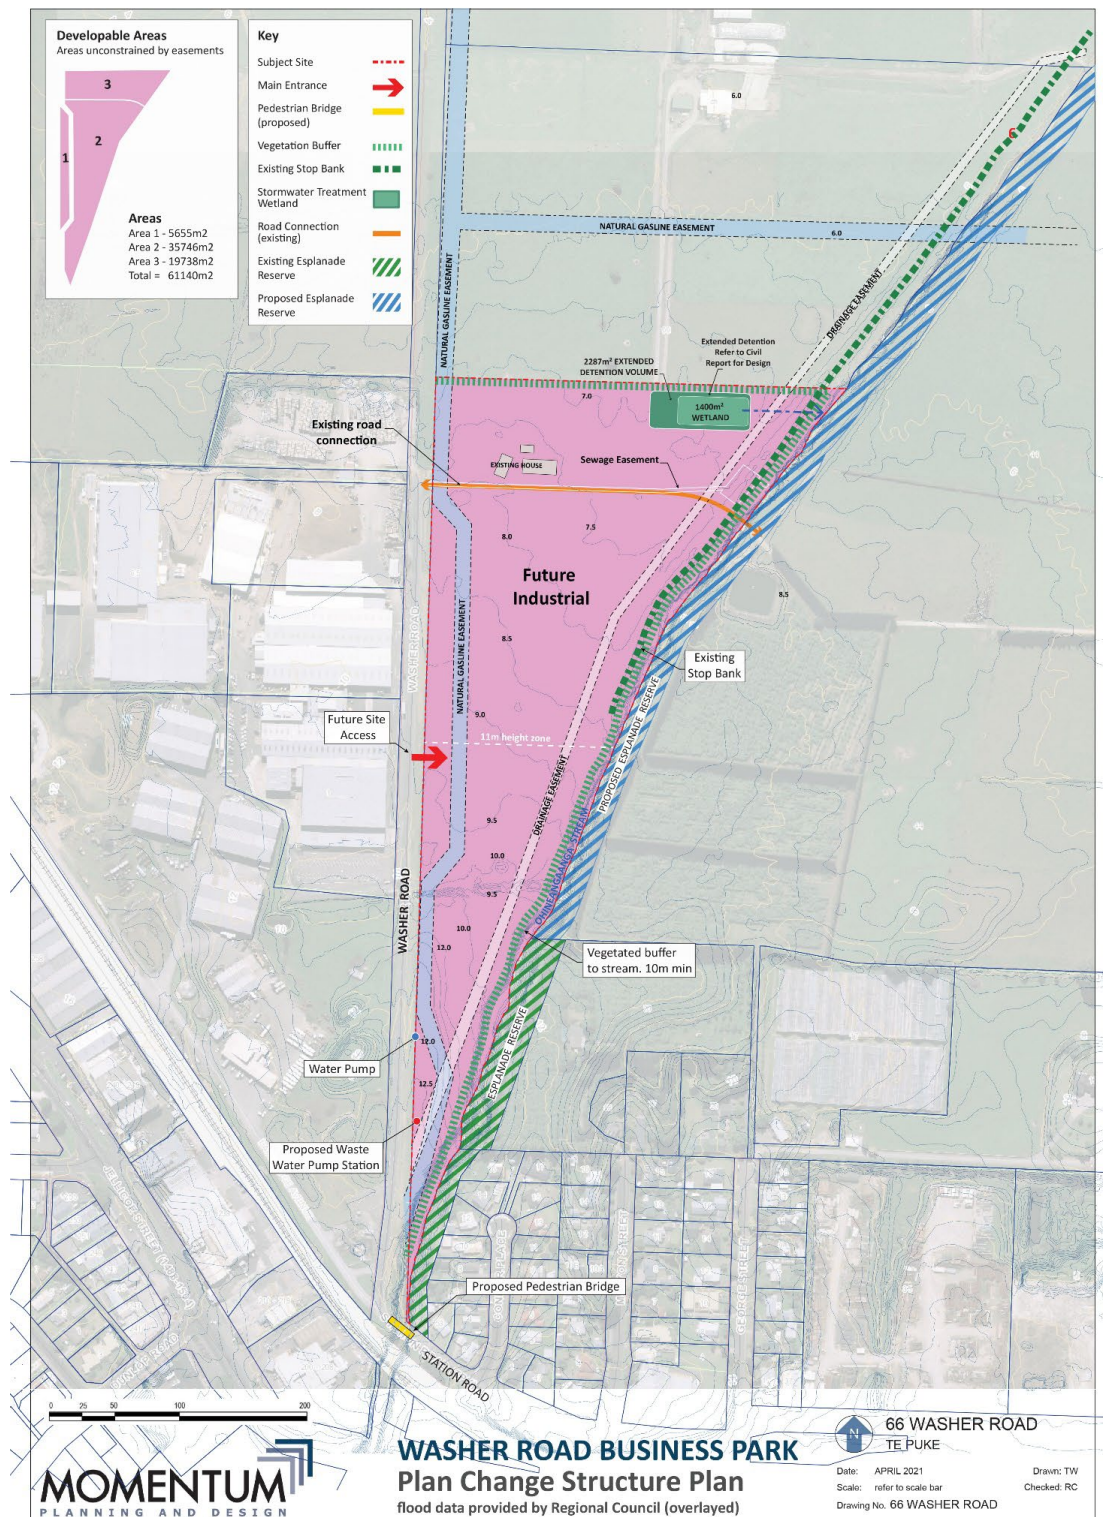 Developable Areas
Areas unconstrained by easements
3
2
1
Areas
Area 1 - 5655m2
Area 2 - 35746m2
Area 3 - 19738m2
Total = 61140m2
Key
Subject Site
Main Entrance
Pedestrian Bridge
(proposed)
Vegetation Buffer
Existing Stop Bank
Stormwater Treatment
Wetland
Road Connection
(existing)
Existing Esplanade
Reserve
Proposed Esplanade
Reserve
6.0
NATURAL GASLINE EASEMENT
6.0
NATURAL GASLINE EASEMENT
DRAINAGE EASEMENT
Extended Detention
Refer to Civil
Report for Design
2287m² EXTENDED
DETENTION VOLUME
7.0
1400m²
WETLAND
Existing road
connection
EXISTING HOUSE
Sewage Easement
7.5
8.0
Future
Industrial
8.5
8.5
WASHER ROAD
NATURAL GASLINE EASEMENT
Existing
Stop Bank
PROPOSED ESPLANADE RESERVE
9.0
Future Site
Access
11m height zone
DRAINAGE EASEMENT
9.5
10.0
9.5
OHINEANGAANGA STREAM
WASHER ROAD
10.0
12.0
Vegetated buffer
to stream. 10m min
ESPLANADE RESERVE
12.0
Water Pump
12.5
Proposed Waste
Water Pump Station
Proposed Pedestrian Bridge
GEORGE STREET
STATION ROAD
0 25 50 100 200
MOMENTUM
PLANNING AND DESIGN
WASHER ROAD BUSINESS PARK
Plan Change Structure Plan
flood data provided by Regional Council (overlayed)
N
66 WASHER ROAD
TE PUKE
Date: APRIL 2021 Drawn: TW
Scale: refer to scale bar Checked: RC
Drawing No. 66 WASHER ROAD